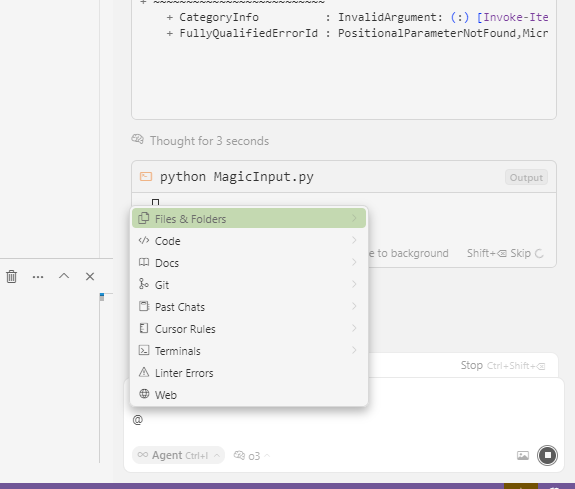 + ~~~~~~~~~~~~~~~~~~~~~~~~~~
+ CategoryInfo : InvalidArgument: (:) [Invoke-Ite
+ FullyQualifiedErrorId : PositionalParameterNotFound,Micr
Thought for 3 seconds
python MagicInput.py
Output
Files & Folders
Code
Docs
Git
Past Chats
Cursor Rules
Terminals
Linter Errors
Web
e to background
Shift+⌫ Skip
Stop Ctrl+Shift+⌫
@
∞ Agent Ctrl+I
o3